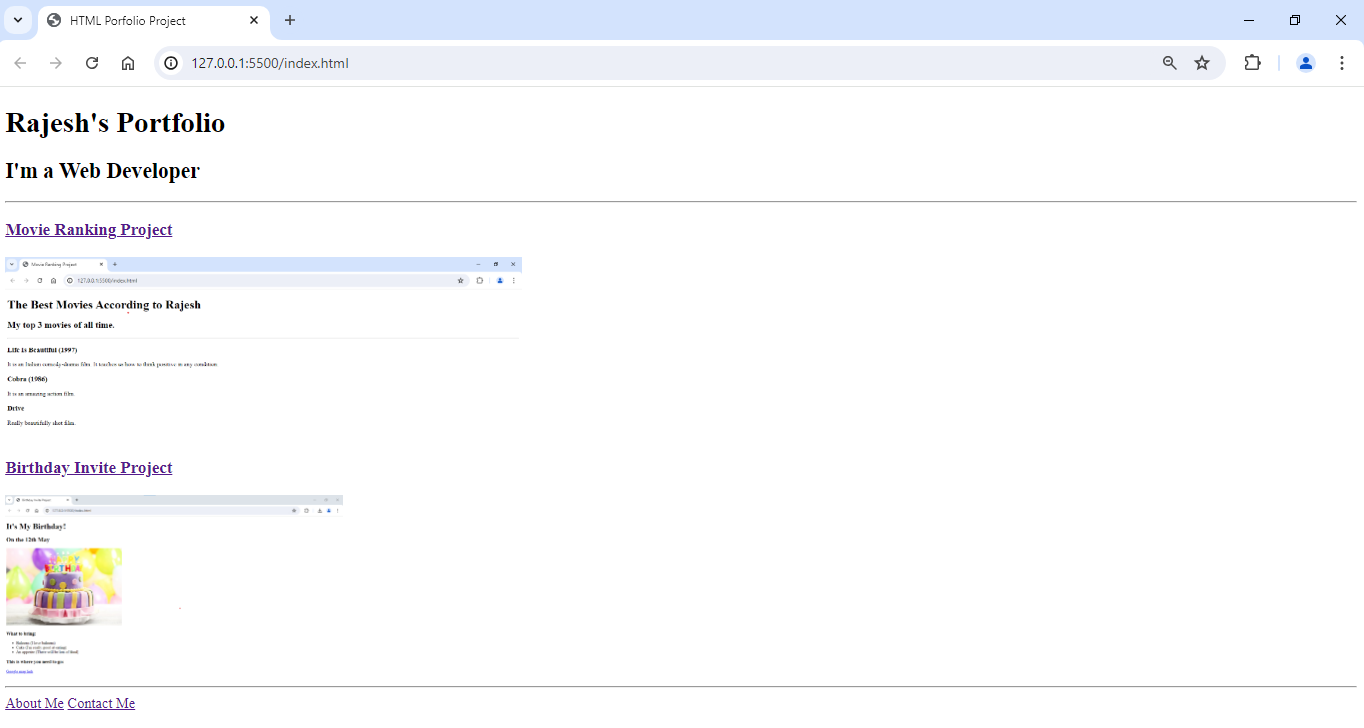 HTML Porfolio Project
127.0.0.1:5500/index.html
Rajesh's Portfolio
I'm a Web Developer
Movie Ranking Project
Movie Ranking Project
127.0.0.1:5500/index.html
The Best Movies According to Rajesh
My top 3 movies of all time.
Life Is Beautiful (1997)
It is an Italian comedy-drama film. It teaches us how to think positive in any condition.
Cobra (1986)
It is an amazing action film.
Drive
Really beautifully shot film.
Birthday Invite Project
Birthday Invite Project
It's My Birthday!
On the 12th May
What to bring:
This is where you need to go:
About Me Contact Me